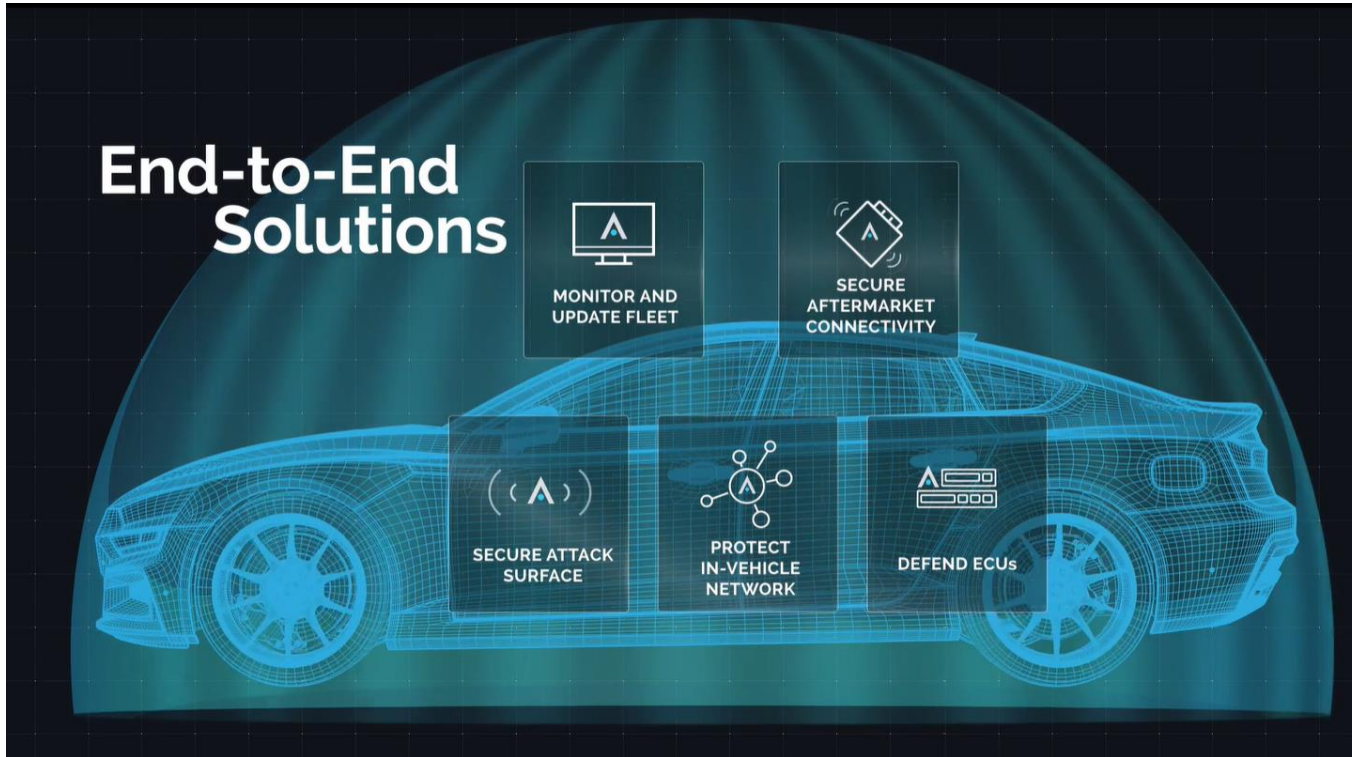 End-to-End
Solutions
MONITOR AND
UPDATE FLEET
SECURE
AFTERMARKET
CONNECTIVITY
SECURE ATTACK
SURFACE
PROTECT
IN-VEHICLE
NETWORK
DEFEND ECUs